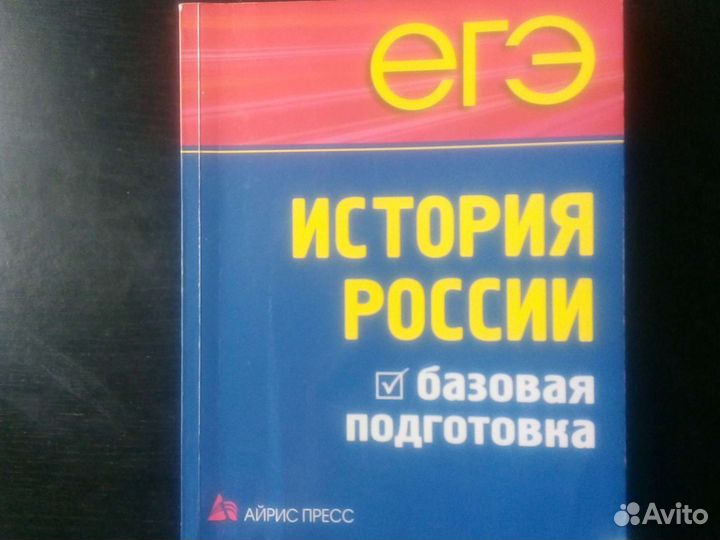 егэ
ИСТОРИЯ
РОССИИ
базовая
подготовка
АЙРИС ПРЕСС
Avito